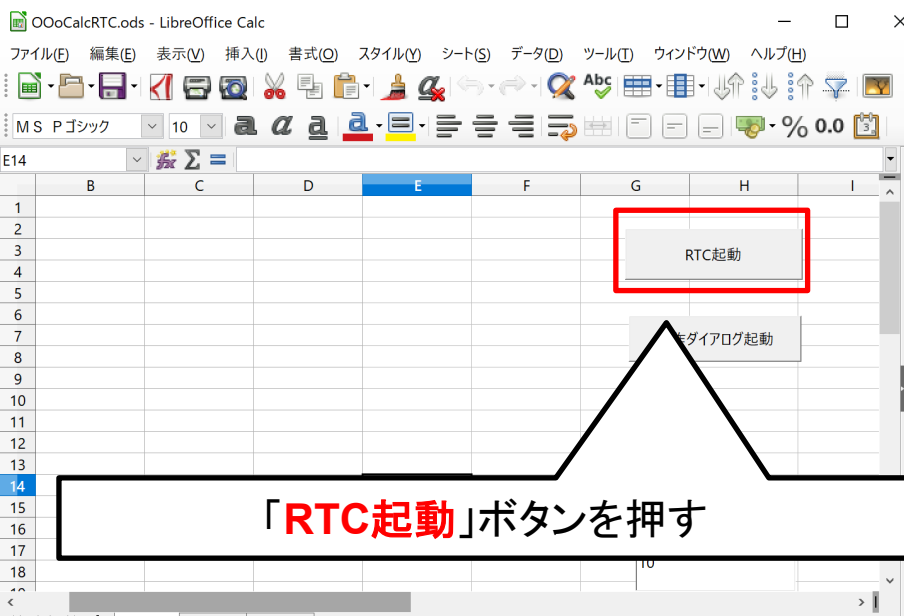 OOoCalcRTC.ods - LibreOffice Calc
ファイル(F) 編集(E) 表示(V) 挿入(I) 書式(O) スタイル(Y) シート(S) データ(D) ツール(T) ウィンドウ(W) ヘルプ(H)
Abc
ＭＳ Ｐゴシック 10 a a a a % 0.0
E14 fx Σ =
B C D E F G H I
1
2
3 RTC起動
4
5
6
7 ダイアログ起動
8
9
10
11
12
13
14
15 「RTC起動」ボタンを押す
16
17
18 10